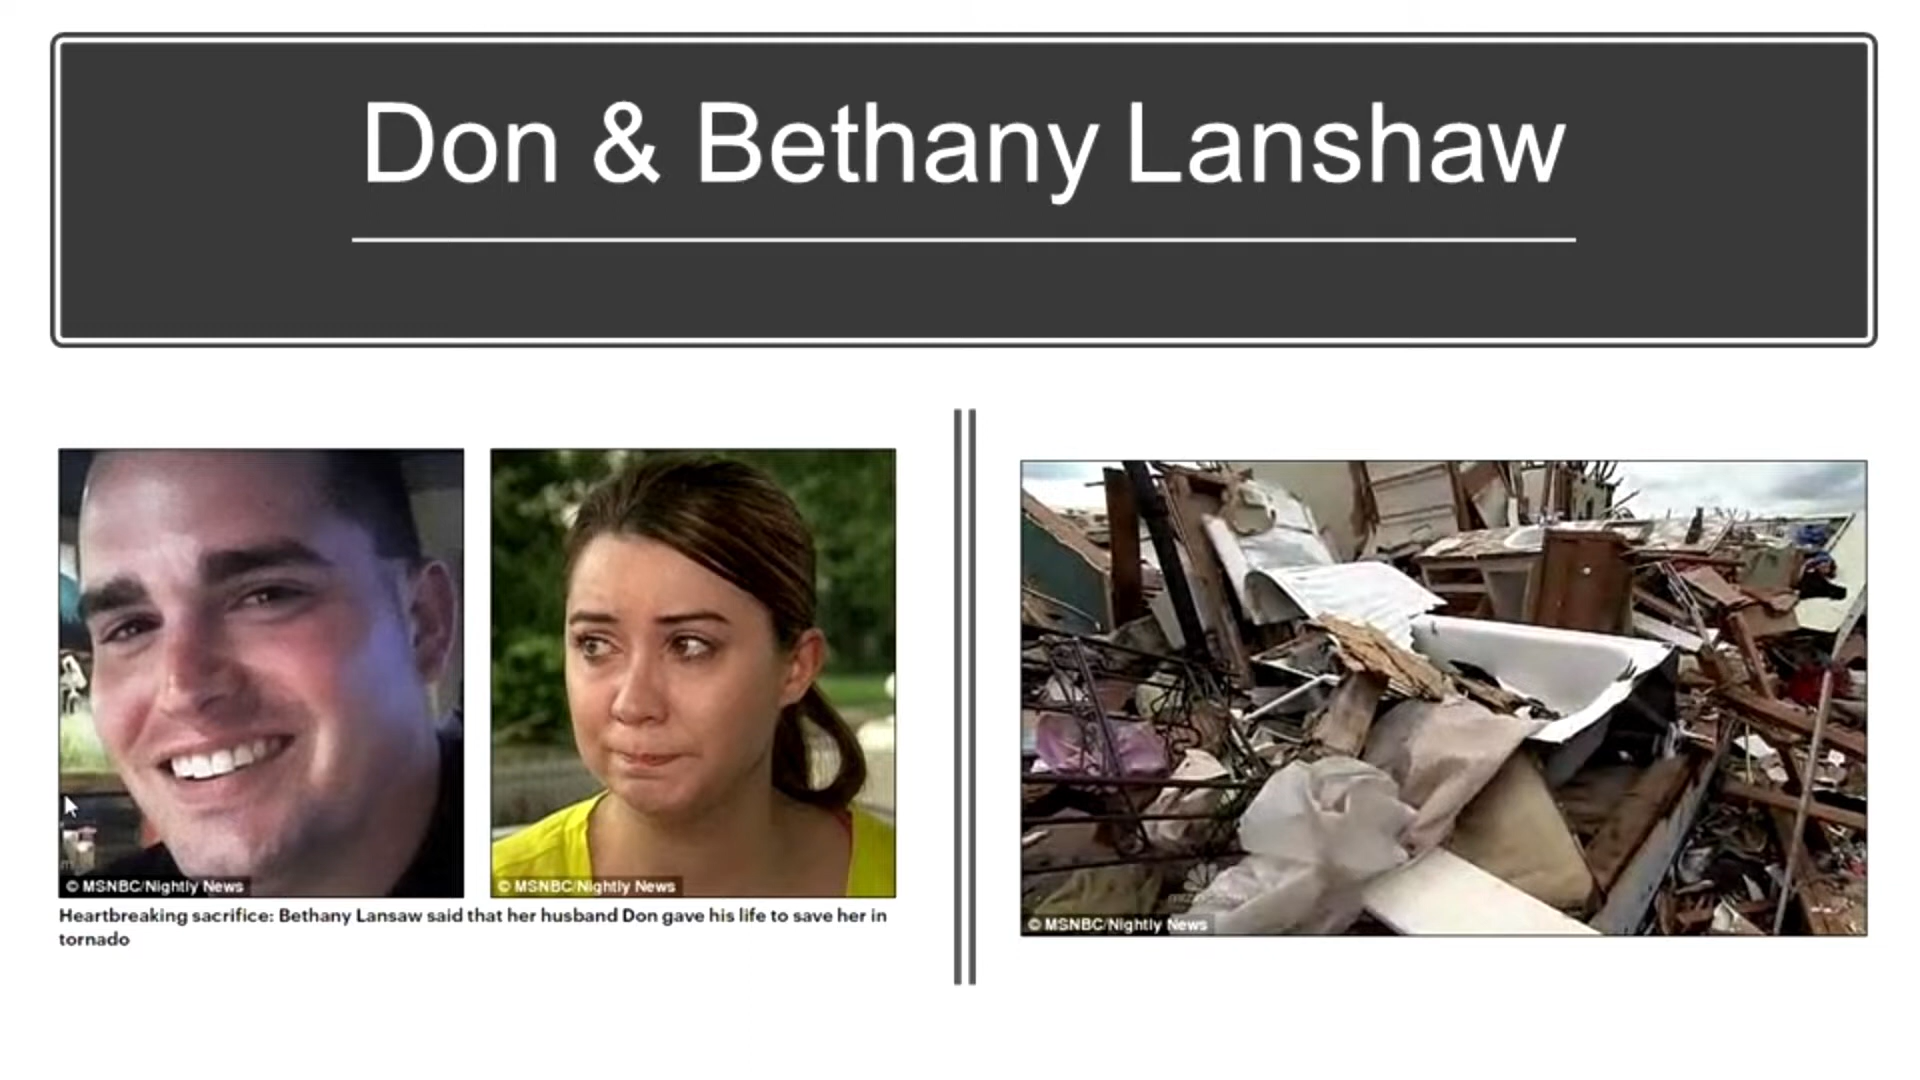 Don & Bethany Lanshaw
© MSNBC/Nightly News
© MSNBC/Nightly News
Heartbreaking sacrifice: Bethany Lansaw said that her husband Don gave his life to save her in
tornado
© MSNBC/Nightly News